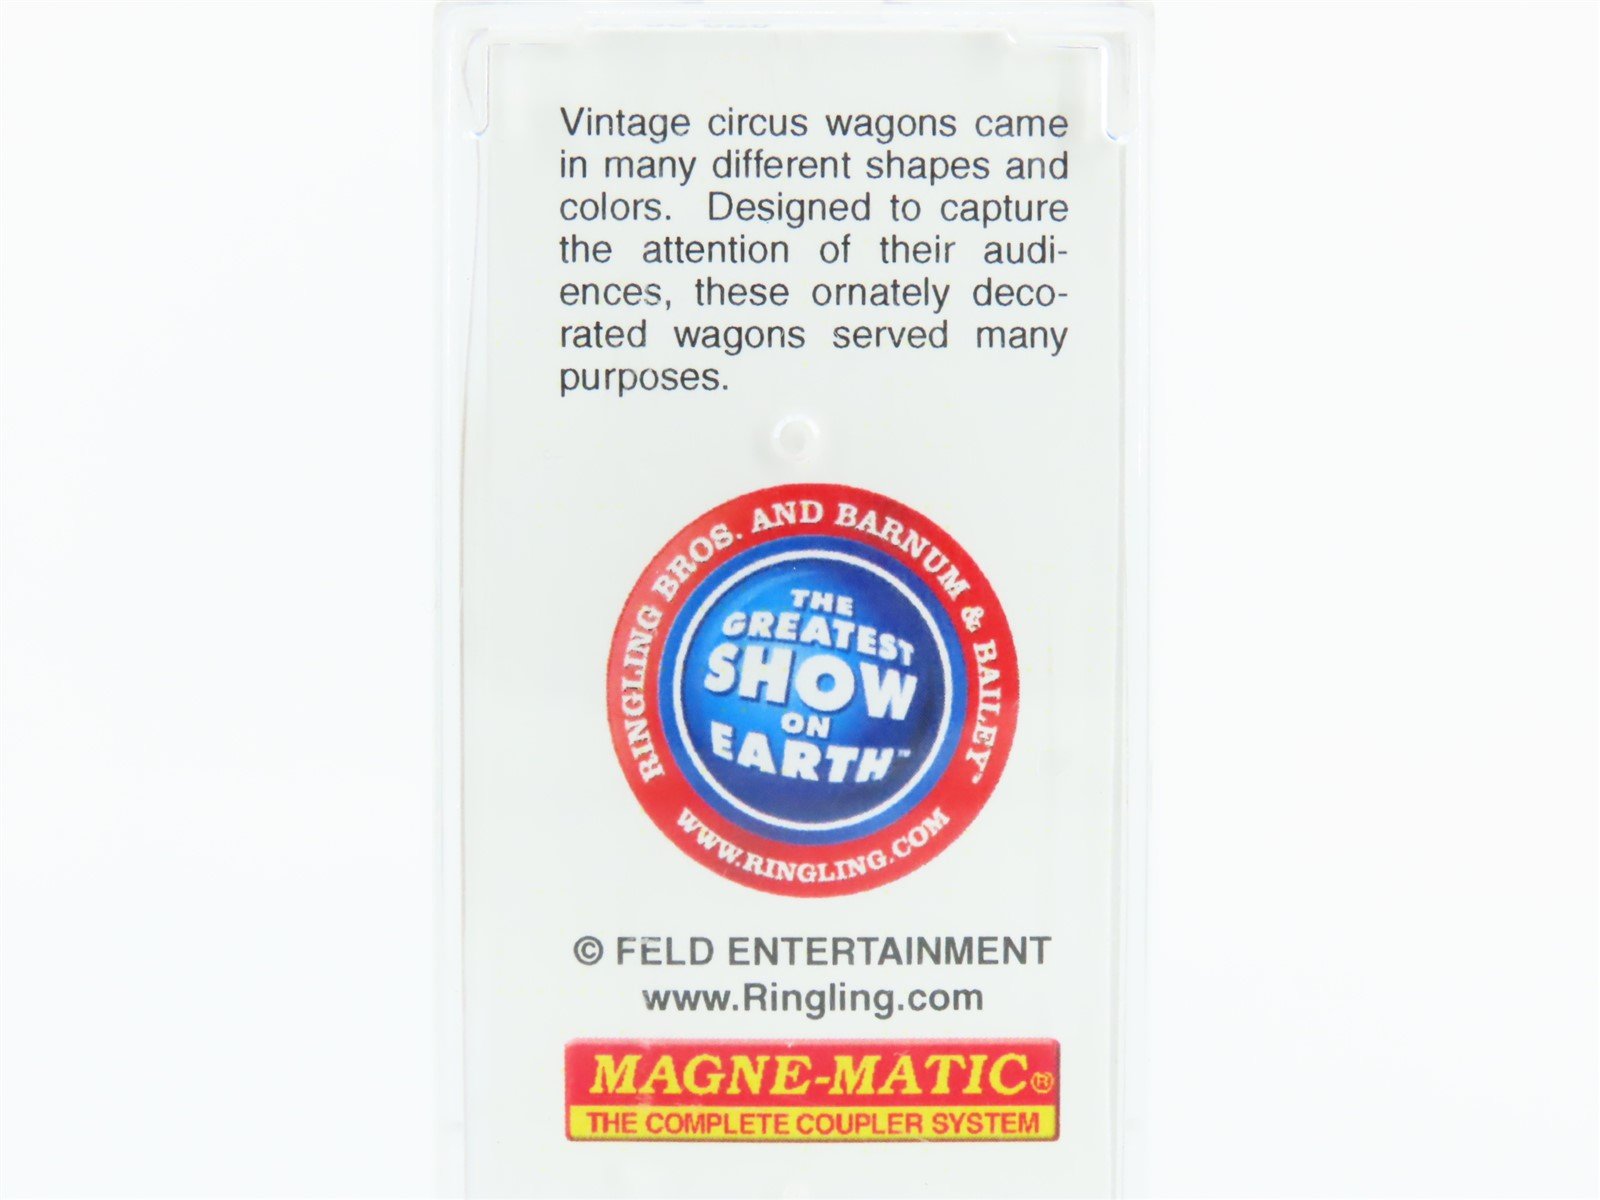 Vintage circus wagons came
in many different shapes and
colors. Designed to capture
the attention of their audi-
ences, these ornately deco-
rated wagons served many
purposes.
RINGLING BROS. AND BARNUM & BAILEY
THE
GREATEST
SHOW
ON
EARTH™
WWW.RINGLING.COM
© FELD ENTERTAINMENT
www.Ringling.com
MAGNE-MATIC®
THE COMPLETE COUPLER SYSTEM